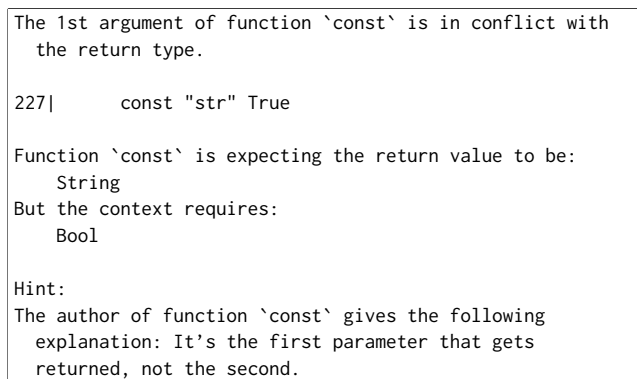 The 1st argument of function `const` is in conflict with
the return type.
227|      const "str" True
Function `const` is expecting the return value to be:
String
But the context requires:
Bool
Hint:
The author of function `const` gives the following
explanation: It’s the first parameter that gets
returned, not the second.